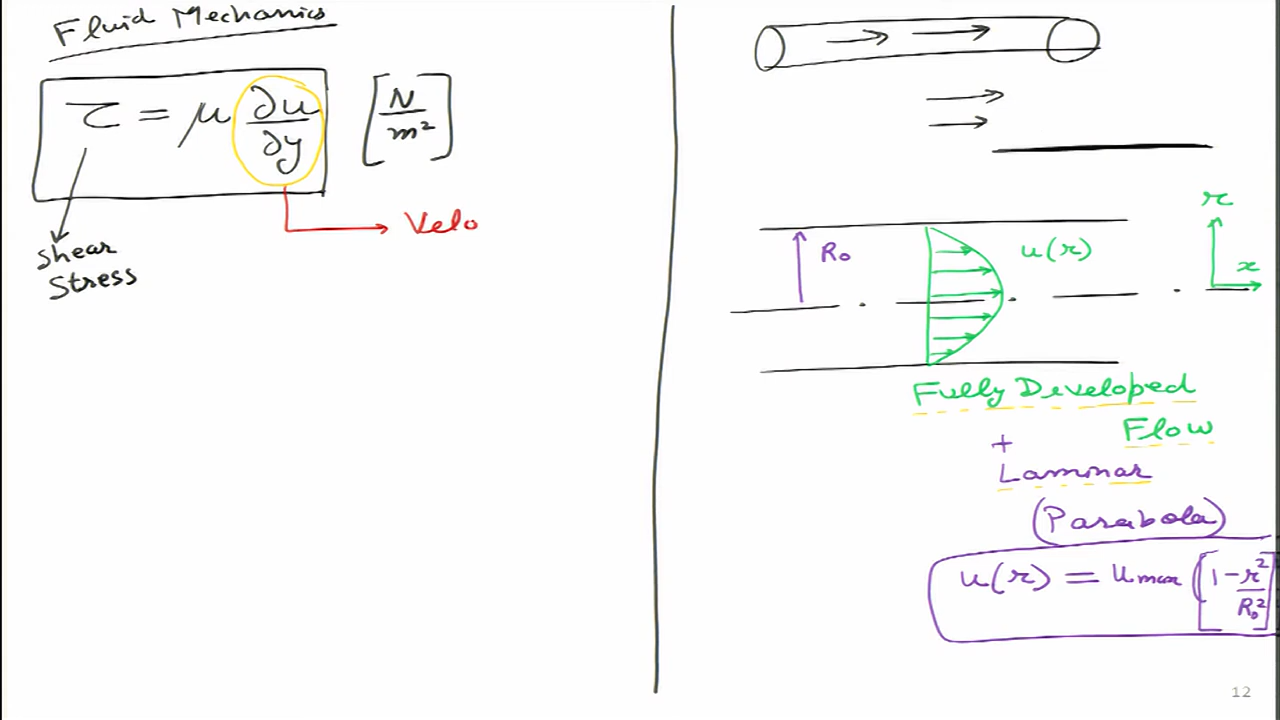 Fluid Mechanics
τ = μ ∂u/∂y [N/m²]
Velo
Shear
Stress
R₀
u(r)
r
x
Fully Developed
Flow
+
Laminar
(Parabola)
u(r) = umax [1-r²/R₀²]
12